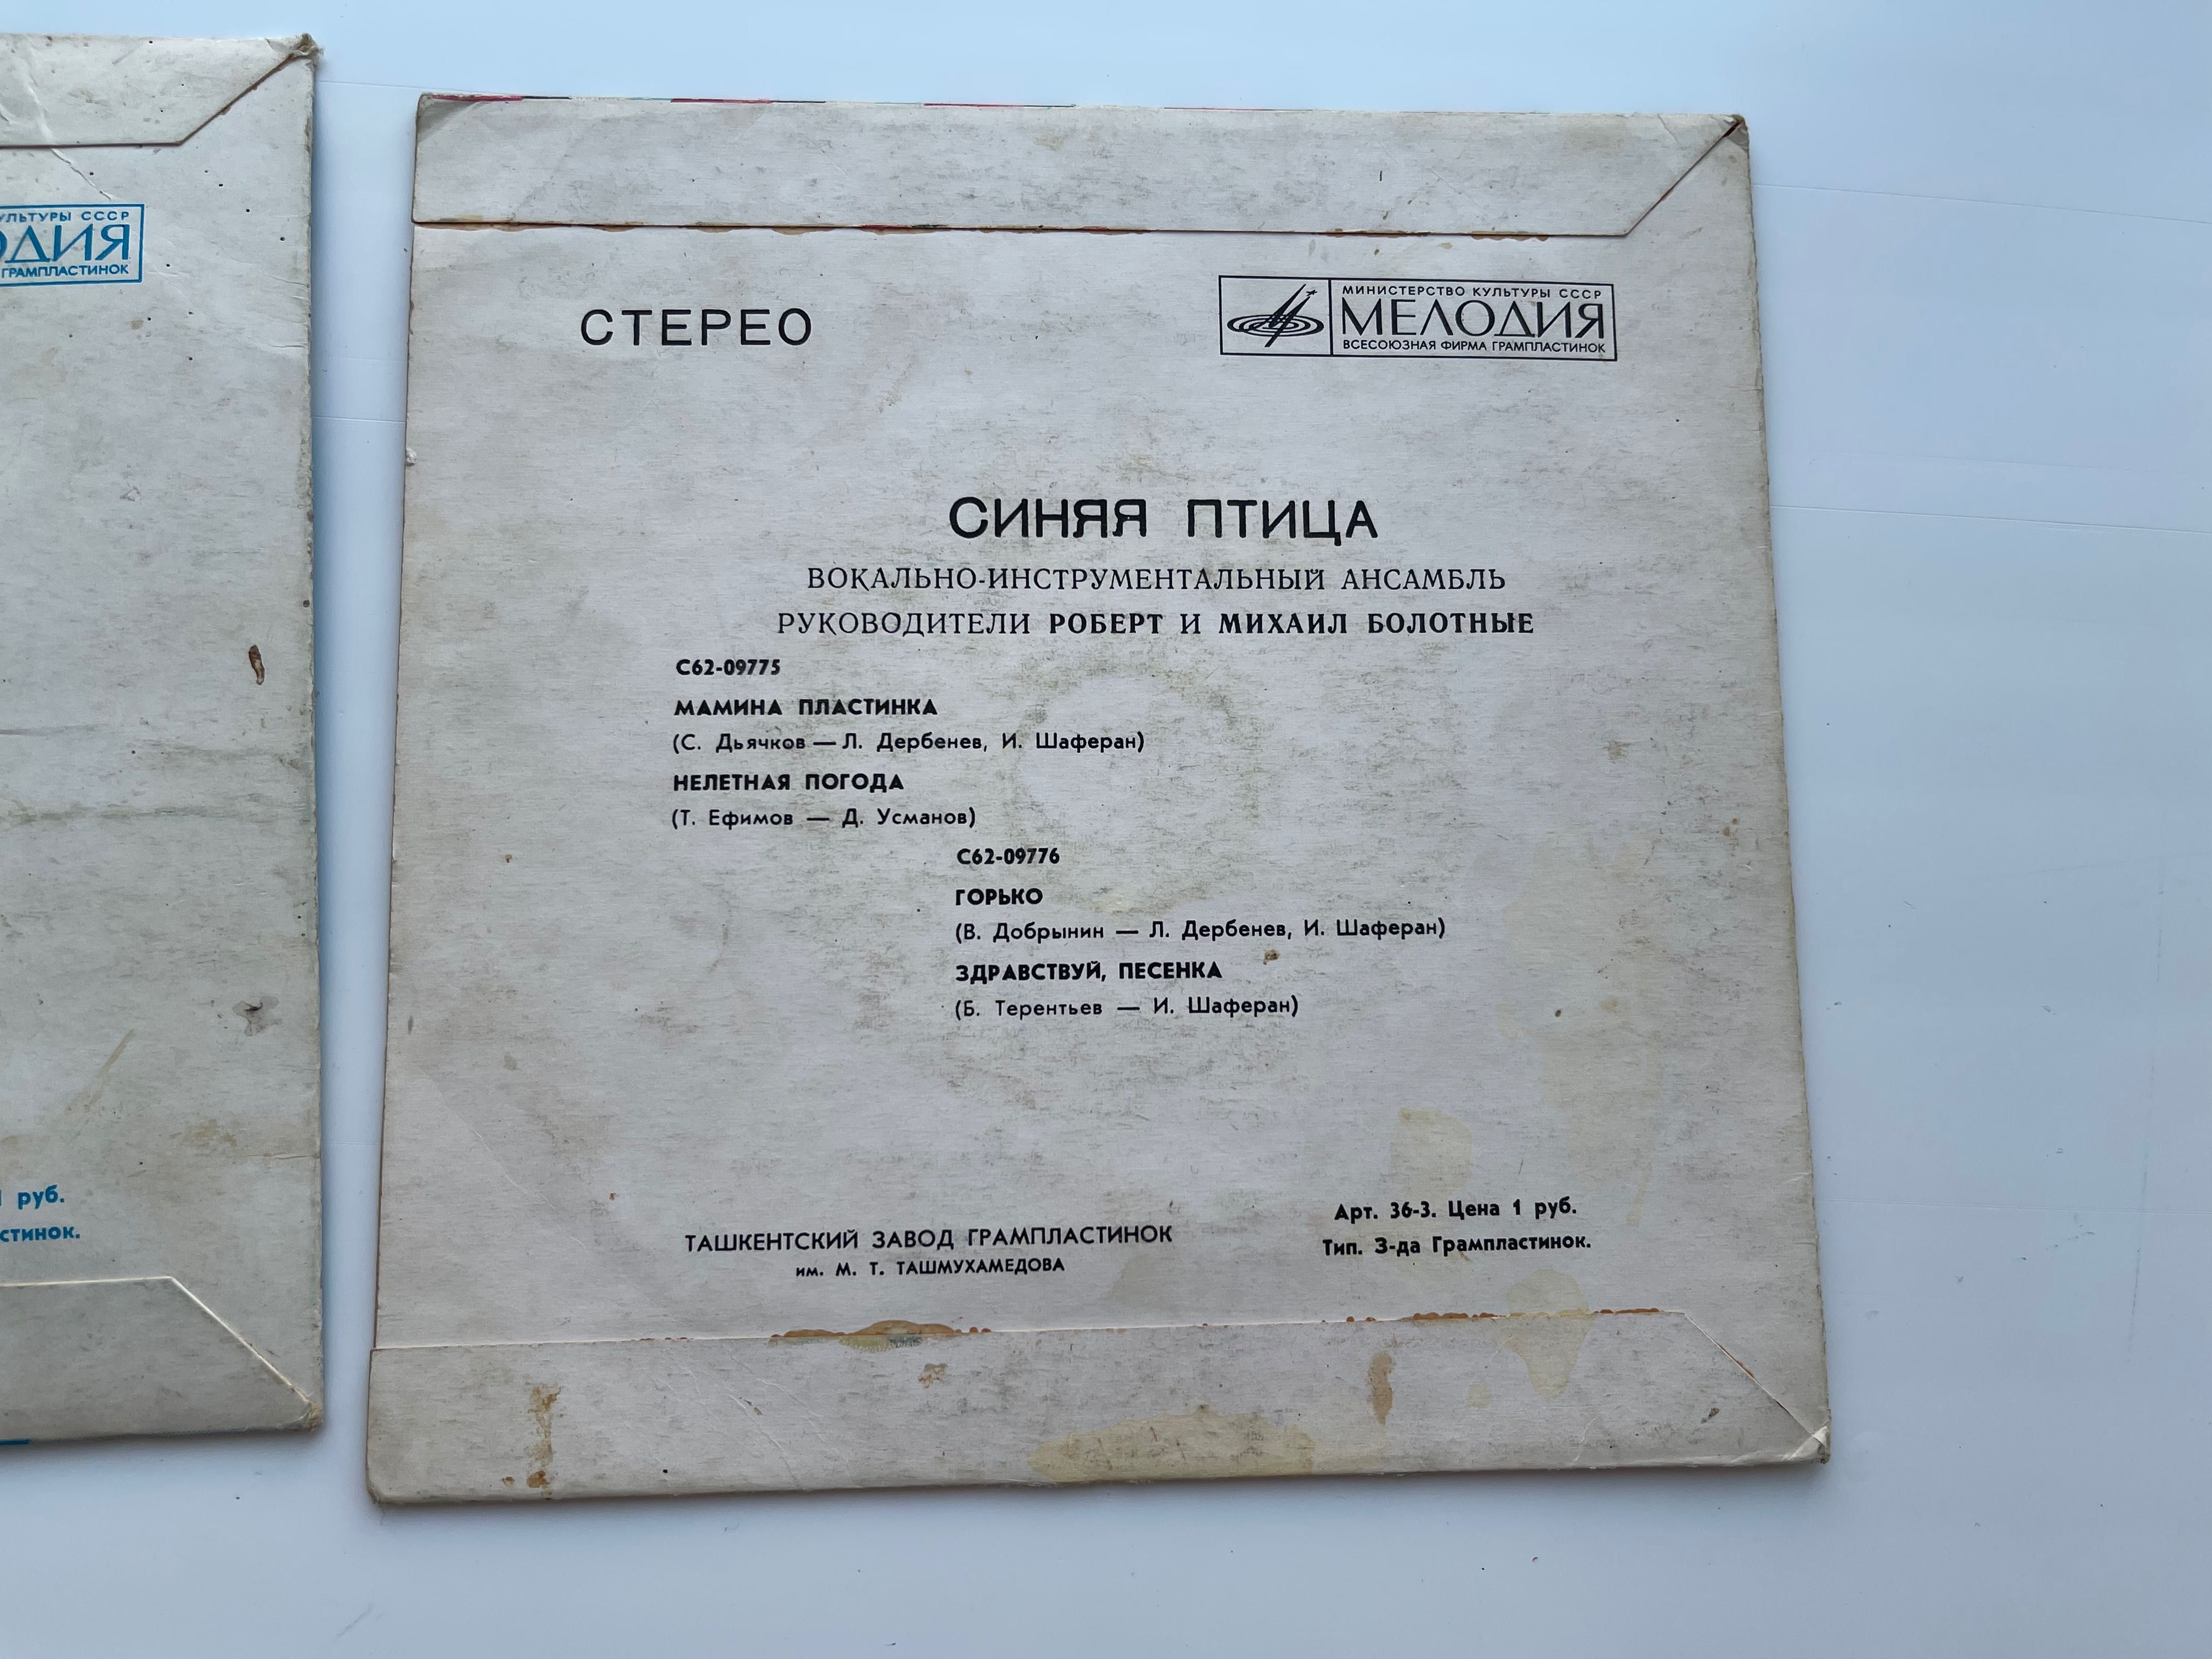 УЛЬТУРЫ СССР
ДИЯ
ГРАМПЛАСТИНОК
руб.
стинок.
СТЕРЕО
МИНИСТЕРСТВО КУЛЬТУРЫ СССР
МЕЛОДИЯ
ВСЕСОЮЗНАЯ ФИРМА ГРАМПЛАСТИНОК
СИНЯЯ ПТИЦА
ВОКАЛЬНО-ИНСТРУМЕНТАЛЬНЫЙ АНСАМБЛЬ
РУКОВОДИТЕЛИ РОБЕРТ И МИХАИЛ БОЛОТНЫЕ
С62-09775
МАМИНА ПЛАСТИНКА
(С. Дьячков — Л. Дербенев, И. Шаферан)
НЕЛЕТНАЯ ПОГОДА
(Т. Ефимов — Д. Усманов)
С62-09776
ГОРЬКО
(В. Добрынин — Л. Дербенев, И. Шаферан)
ЗДРАВСТВУЙ, ПЕСЕНКА
(Б. Терентьев — И. Шаферан)
ТАШКЕНТСКИЙ ЗАВОД ГРАМПЛАСТИНОК
им. М. Т. ТАШМУХАМЕДОВА
Арт. 36-3. Цена 1 руб.
Тип. З-да Грампластинок.